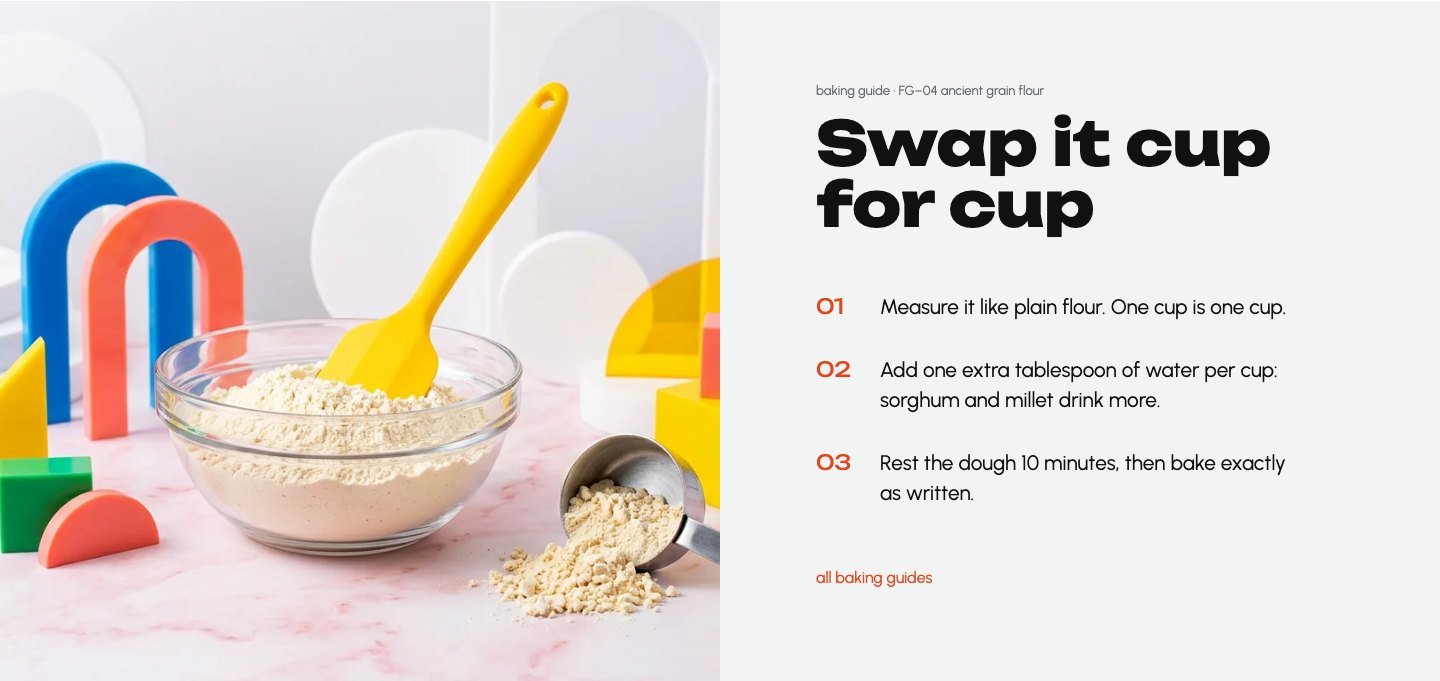 baking guide · FG–04 ancient grain flour
Swap it cup
for cup
01 Measure it like plain flour. One cup is one cup.
02 Add one extra tablespoon of water per cup:
sorghum and millet drink more.
03 Rest the dough 10 minutes, then bake exactly
as written.
all baking guides